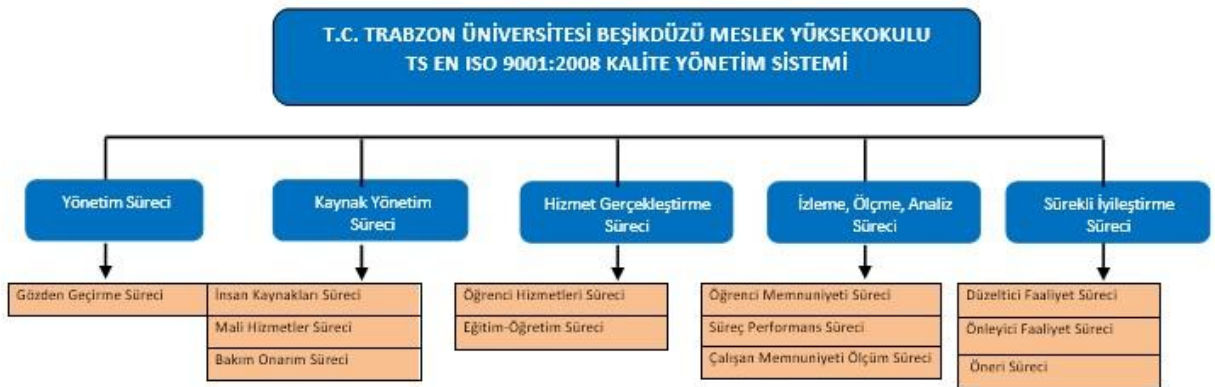 T.C. TRABZON ÜNİVERSİTESİ BEŞİKDÜZÜ MESLEK YÜKSEKOKULU
TS EN ISO 9001:2008 KALİTE YÖNETİM SİSTEMİ
Yönetim Süreci
Gözden Geçirme Süreci
Kaynak Yönetim
Süreci
İnsan Kaynakları Süreci
Mali Hizmetler Süreci
Bakım Onarım Süreci
Hizmet Gerçekleştirme
Süreci
Öğrenci Hizmetleri Süreci
Eğitim-Öğretim Süreci
İzleme, Ölçme, Analiz
Süreci
Öğrenci Memnuniyeti Süreci
Süreç Performans Süreci
Çalışan Memnuniyeti Ölçüm Süreci
Sürekli İyileştirme
Süreci
Düzeltici Faaliyet Süreci
Önleyici Faaliyet Süreci
Öneri Süreci